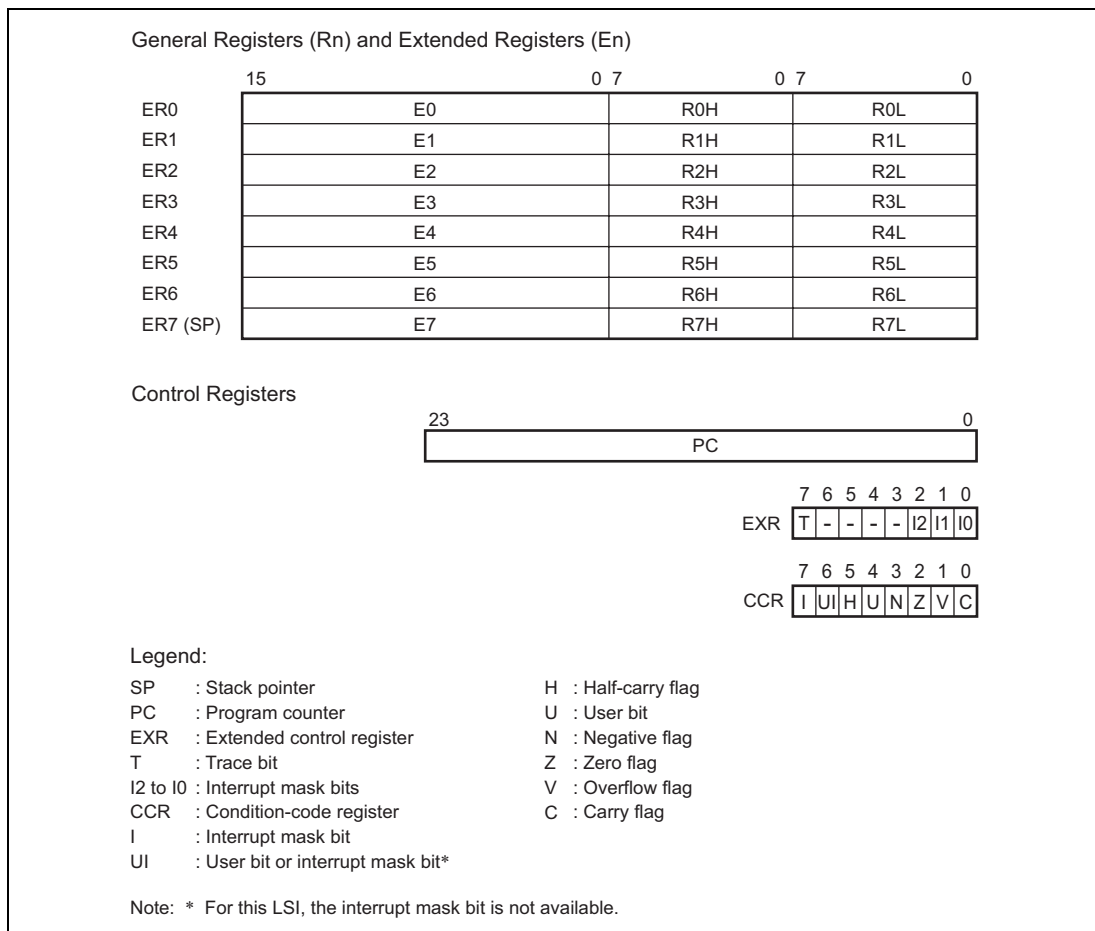 General Registers (Rn) and Extended Registers (En)
15 0 7 0 7 0
ER0 E0 R0H R0L
ER1 E1 R1H R1L
ER2 E2 R2H R2L
ER3 E3 R3H R3L
ER4 E4 R4H R4L
ER5 E5 R5H R5L
ER6 E6 R6H R6L
ER7 (SP) E7 R7H R7L
Control Registers
23 0
PC
7 6 5 4 3 2 1 0
EXR T - - - - I2 I1 I0
7 6 5 4 3 2 1 0
CCR I UI H U N Z V C
Legend:
SP : Stack pointer
PC : Program counter
EXR : Extended control register
T : Trace bit
I2 to I0 : Interrupt mask bits
CCR : Condition-code register
I : Interrupt mask bit
UI : User bit or interrupt mask bit*
H : Half-carry flag
U : User bit
N : Negative flag
Z : Zero flag
V : Overflow flag
C : Carry flag
Note: * For this LSI, the interrupt mask bit is not available.